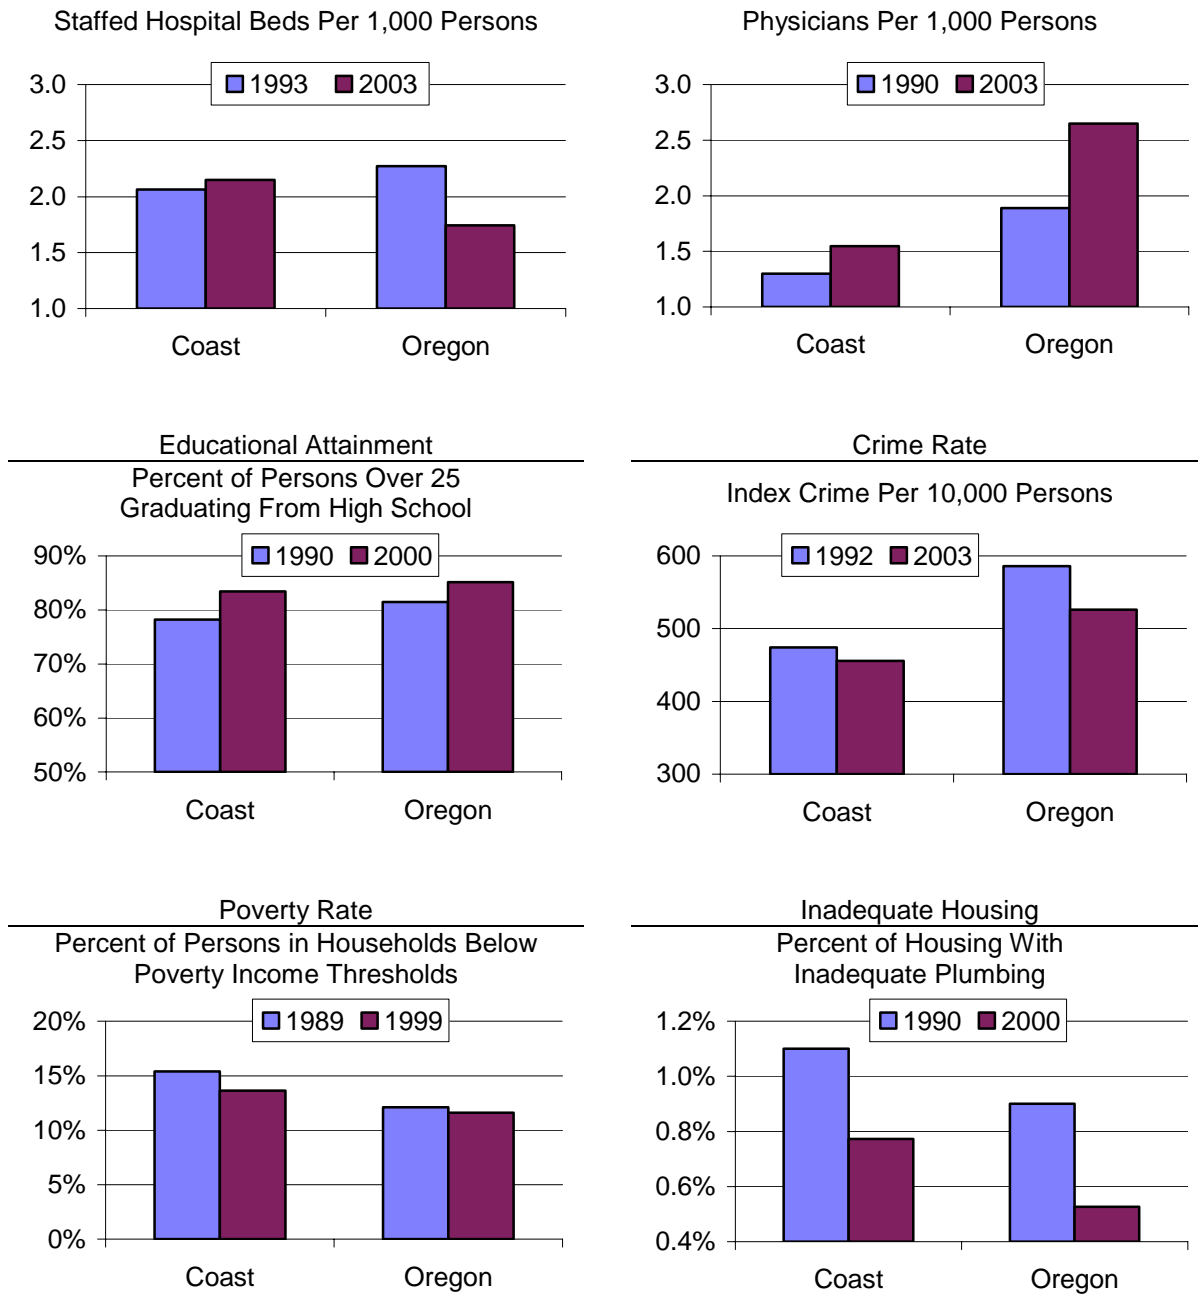 Staffed Hospital Beds Per 1,000 Persons
1993 2003
3.0
2.5
2.0
1.5
1.0
Coast Oregon
Physicians Per 1,000 Persons
1990 2003
3.0
2.5
2.0
1.5
1.0
Coast Oregon
Educational Attainment
Percent of Persons Over 25
Graduating From High School
1990 2000
90%
80%
70%
60%
50%
Coast Oregon
Crime Rate
Index Crime Per 10,000 Persons
1992 2003
600
500
400
300
Coast Oregon
Poverty Rate
Percent of Persons in Households Below
Poverty Income Thresholds
1989 1999
20%
15%
10%
5%
0%
Coast Oregon
Inadequate Housing
Percent of Housing With
Inadequate Plumbing
1990 2000
1.2%
1.0%
0.8%
0.6%
0.4%
Coast Oregon